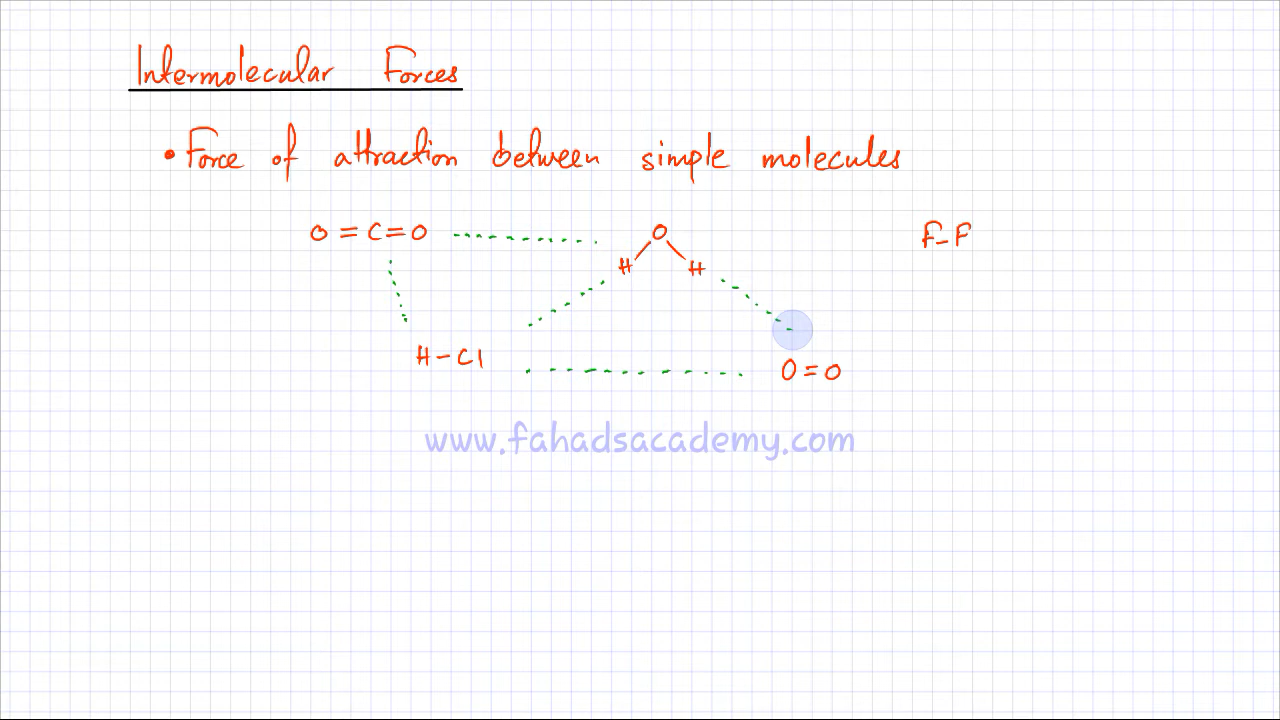 Intermolecular Forces
• Force of attraction between simple molecules
O = C = O
O
F-F
H H
H-Cl
O = O
www.fahadsacademy.com